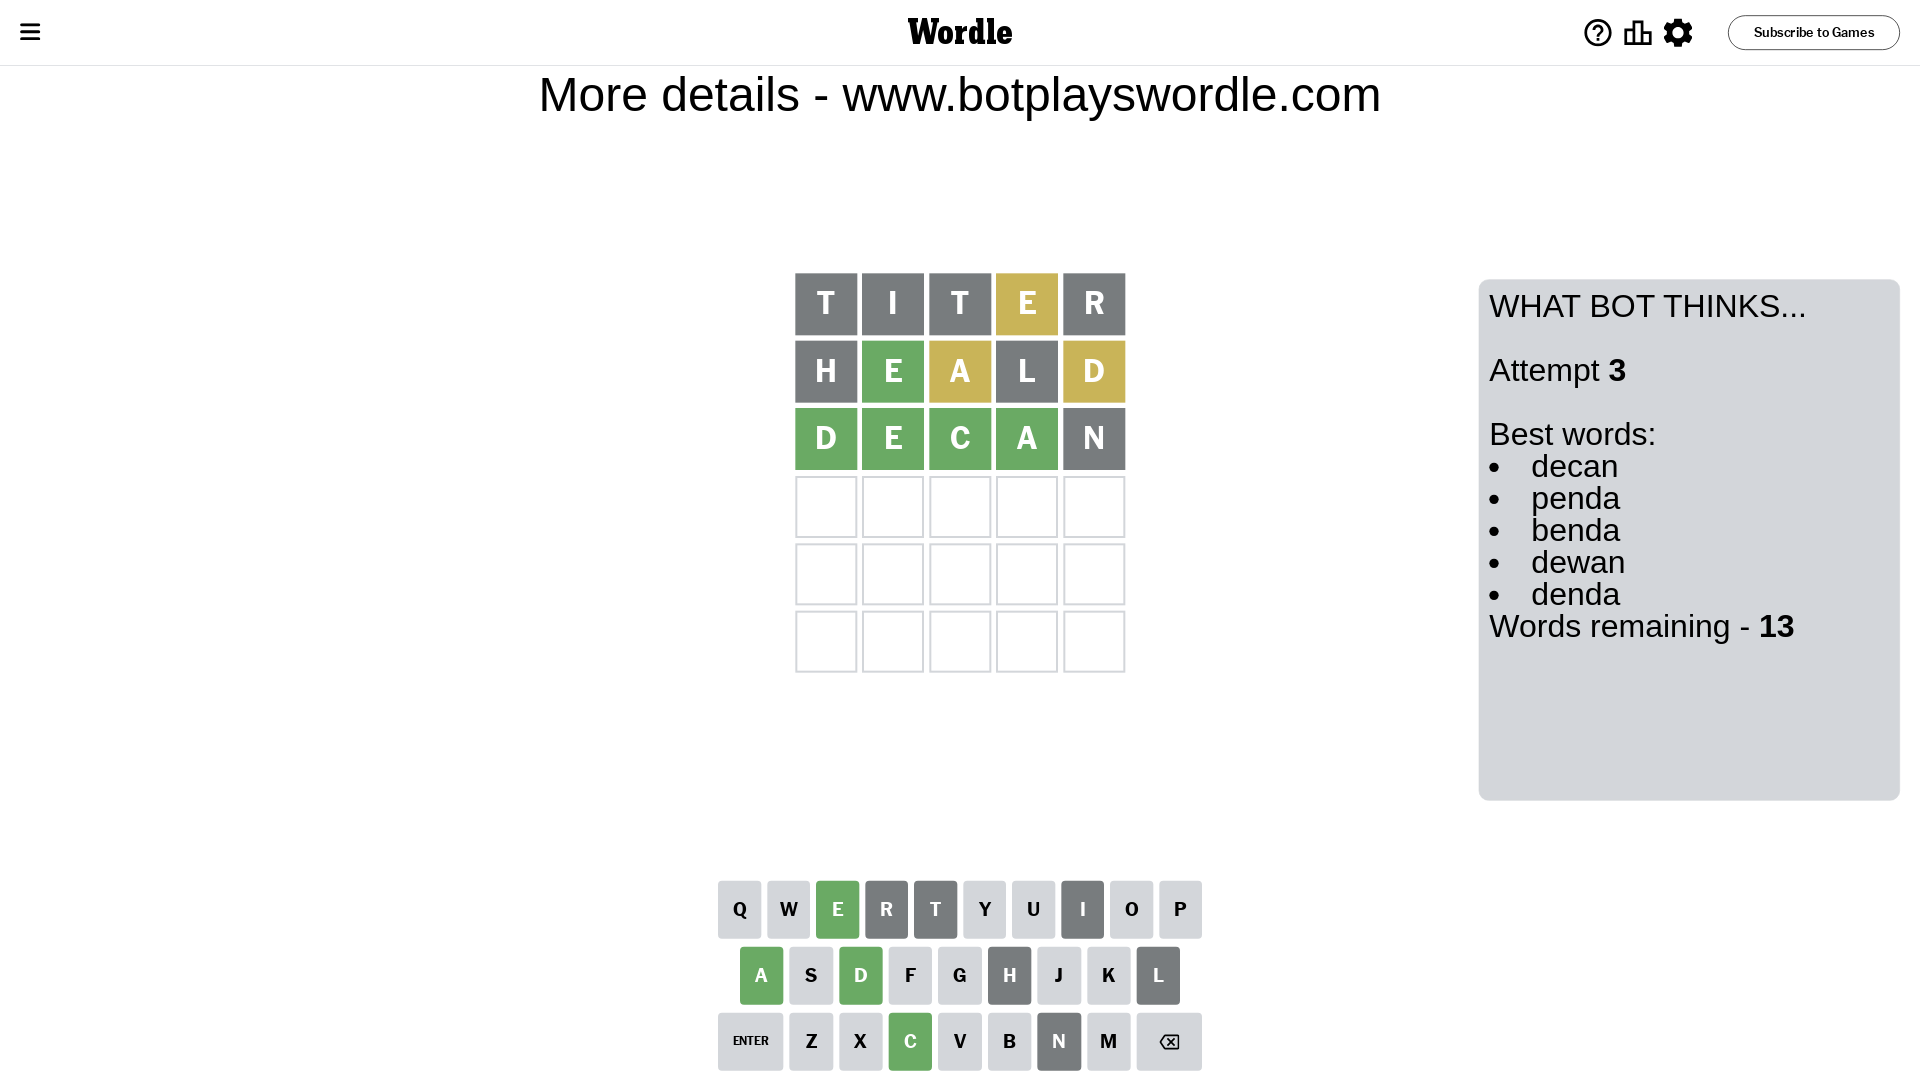 Wordle
Subscribe to Games
More details - www.botplayswordle.com
T I T E R
H E A L D
D E C A N
WHAT BOT THINKS...
Attempt 3
Best words:
• decan
• penda
• benda
• dewan
• denda
Words remaining - 13
Q W E R T Y U I O P
A S D F G H J K L
ENTER Z X C V B N M